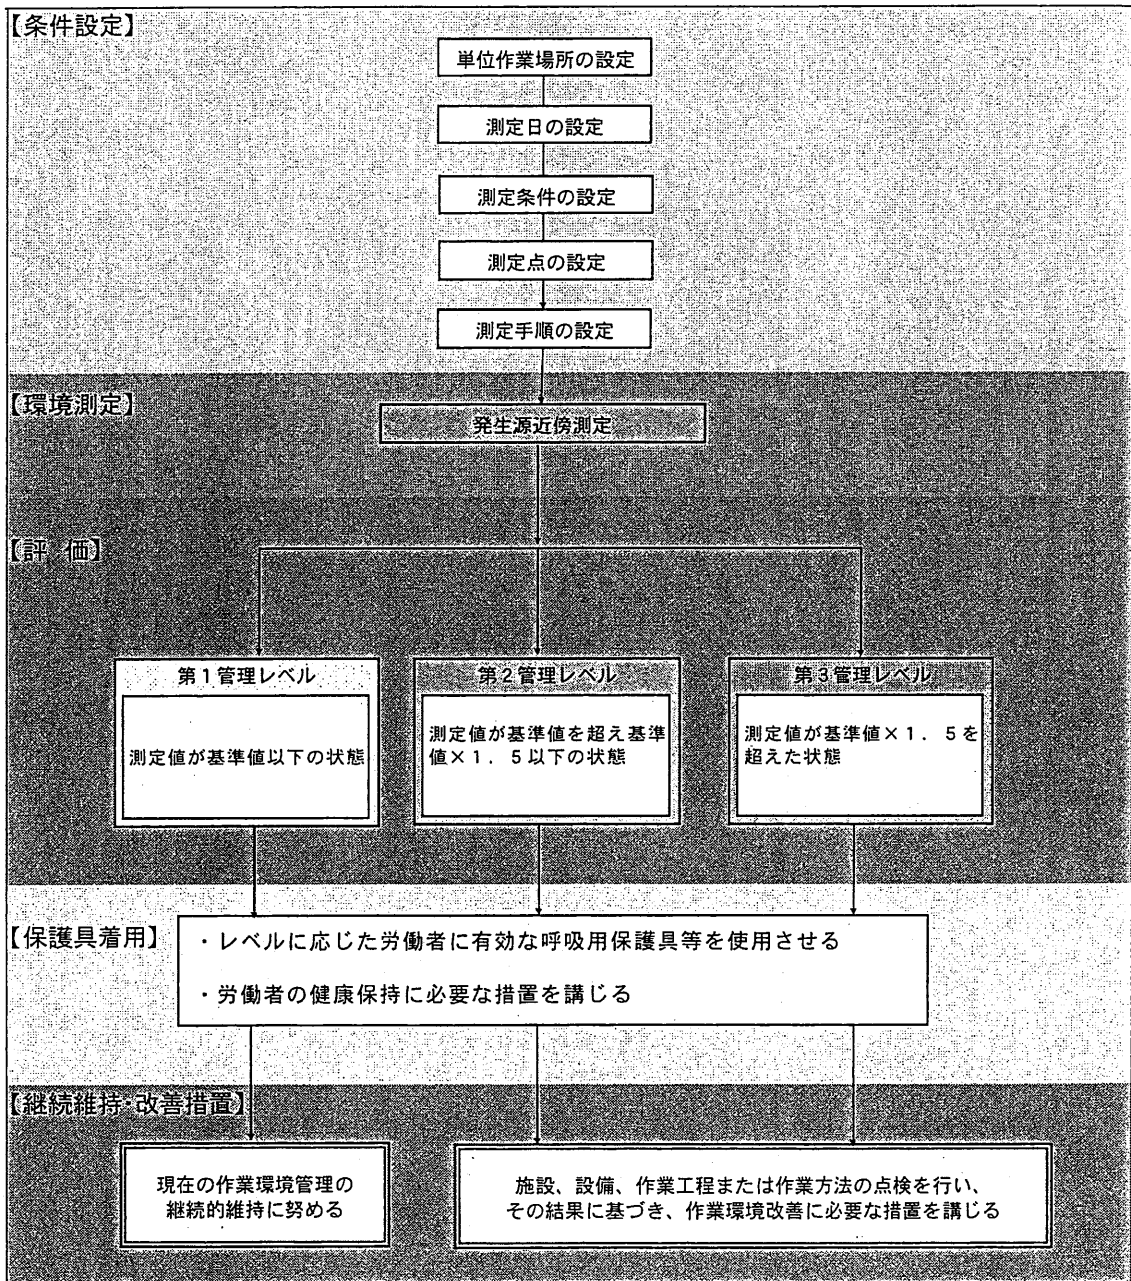 【条件設定】
単位作業場所の設定
測定日の設定
測定条件の設定
測定点の設定
測定手順の設定
【環境測定】
発生源近傍測定
【評 価】
第1管理レベル
測定値が基準値以下の状態
第2管理レベル
測定値が基準値を超え基準
値×1.5以下の状態
第3管理レベル
測定値が基準値×1.5を
超えた状態
【保護具着用】
・レベルに応じた労働者に有効な呼吸用保護具等を使用させる
・労働者の健康保持に必要な措置を講じる
【継続維持・改善措置】
現在の作業環境管理の
継続的維持に努める
施設、設備、作業工程または作業方法の点検を行い、
その結果に基づき、作業環境改善に必要な措置を講じる